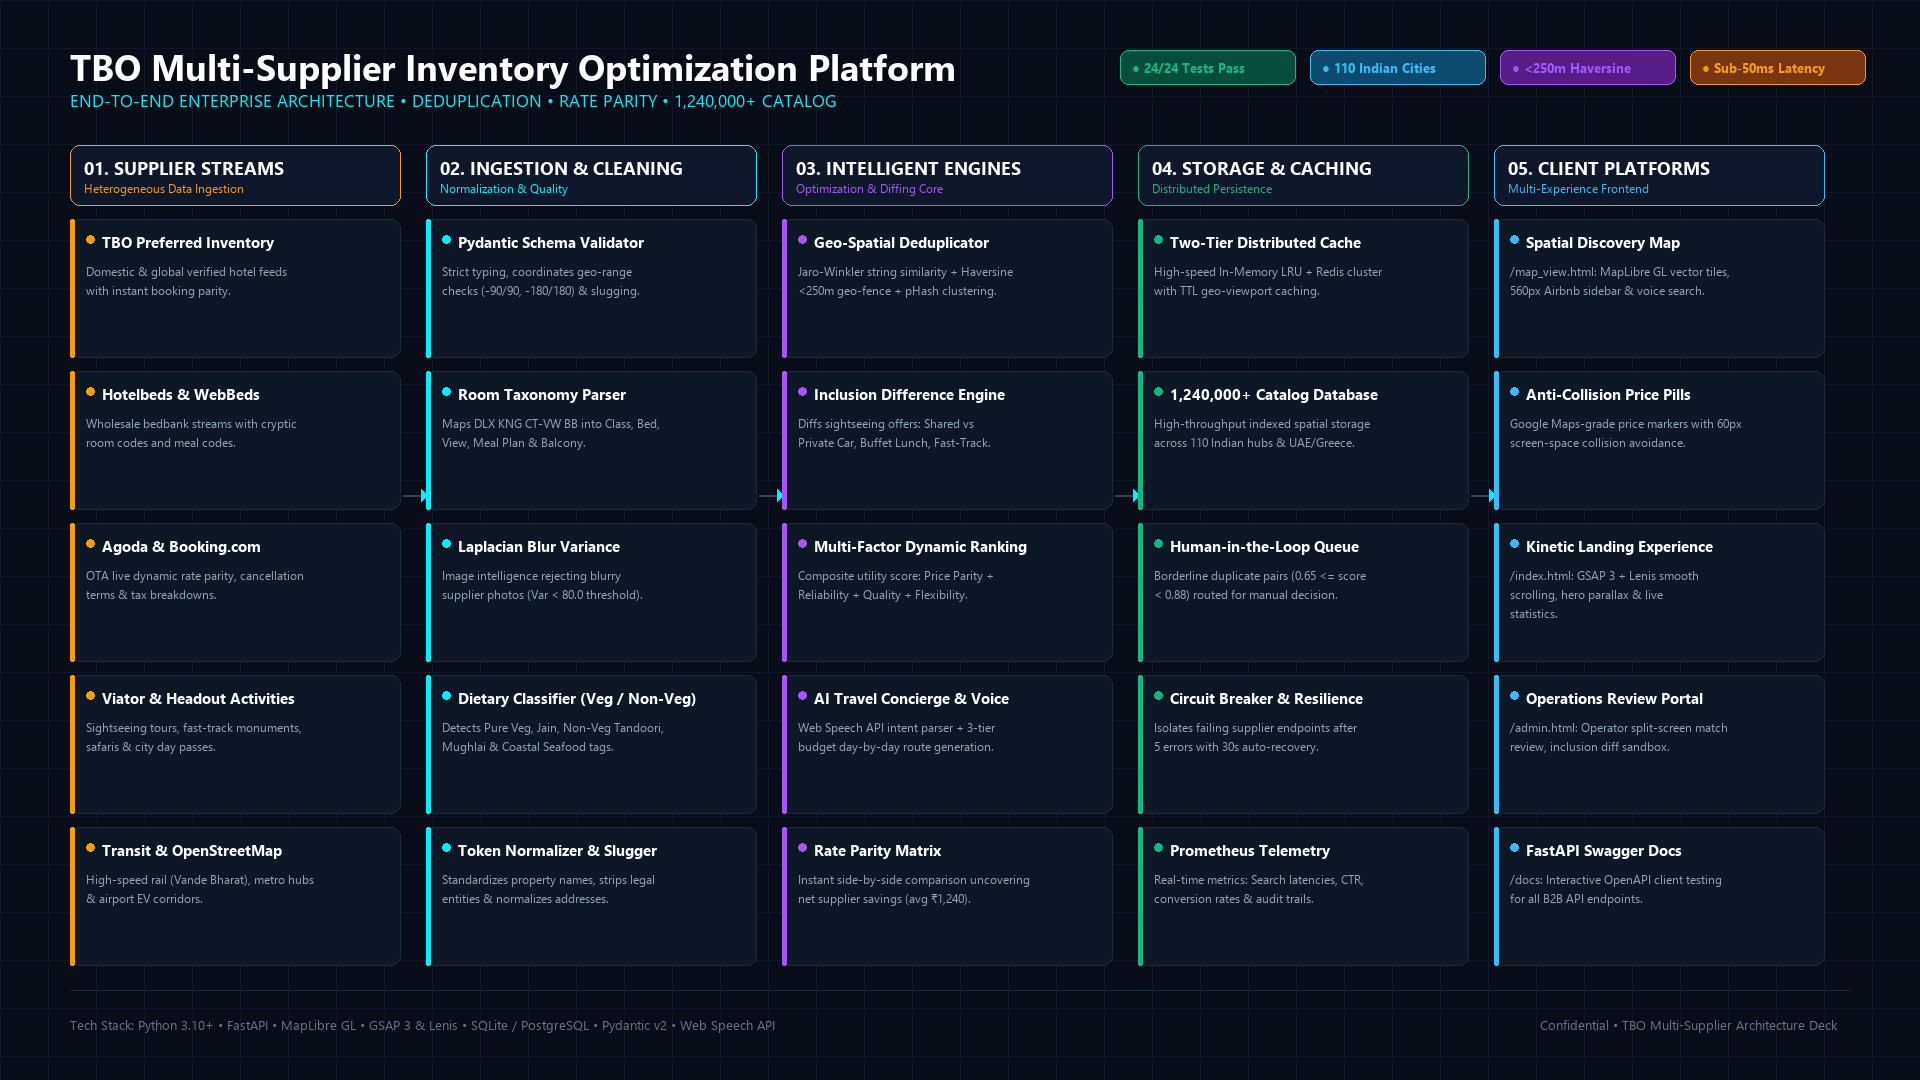 TBO Multi-Supplier Inventory Optimization Platform
END-TO-END ENTERPRISE ARCHITECTURE • DEDUPLICATION • RATE PARITY • 1,240,000+ CATALOG
• 24/24 Tests Pass
• 110 Indian Cities
• <250m Haversine
• Sub-50ms Latency
01. SUPPLIER STREAMS
Heterogeneous Data Ingestion
TBO Preferred Inventory
Domestic & global verified hotel feeds
with instant booking parity.
Hotelbeds & WebBeds
Wholesale bedbank streams with cryptic
room codes and meal codes.
Agoda & Booking.com
OTA live dynamic rate parity, cancellation
terms & tax breakdowns.
Viator & Headout Activities
Sightseeing tours, fast-track monuments,
safaris & city day passes.
Transit & OpenStreetMap
High-speed rail (Vande Bharat), metro hubs
& airport EV corridors.
02. INGESTION & CLEANING
Normalization & Quality
Pydantic Schema Validator
Strict typing, coordinates geo-range
checks (-90/90, -180/180) & slugging.
Room Taxonomy Parser
Maps DLX KNG CT-VW BB into Class, Bed,
View, Meal Plan & Balcony.
Laplacian Blur Variance
Image intelligence rejecting blurry
supplier photos (Var < 80.0 threshold).
Dietary Classifier (Veg / Non-Veg)
Detects Pure Veg, Jain, Non-Veg Tandoori,
Mughlai & Coastal Seafood tags.
Token Normalizer & Slugger
Standardizes property names, strips legal
entities & normalizes addresses.
03. INTELLIGENT ENGINES
Optimization & Diffing Core
Geo-Spatial Deduplicator
Jaro-Winkler string similarity + Haversine
<250m geo-fence + pHash clustering.
Inclusion Difference Engine
Diffs sightseeing offers: Shared vs
Private Car, Buffet Lunch, Fast-Track.
Multi-Factor Dynamic Ranking
Composite utility score: Price Parity +
Reliability + Quality + Flexibility.
AI Travel Concierge & Voice
Web Speech API intent parser + 3-tier
budget day-by-day route generation.
Rate Parity Matrix
Instant side-by-side comparison uncovering
net supplier savings (avg ₹1,240).
04. STORAGE & CACHING
Distributed Persistence
Two-Tier Distributed Cache
High-speed In-Memory LRU + Redis cluster
with TTL geo-viewport caching.
1,240,000+ Catalog Database
High-throughput indexed spatial storage
across 110 Indian hubs & UAE/Greece.
Human-in-the-Loop Queue
Borderline duplicate pairs (0.65 <= score
< 0.88) routed for manual decision.
Circuit Breaker & Resilience
Isolates failing supplier endpoints after
5 errors with 30s auto-recovery.
Prometheus Telemetry
Real-time metrics: Search latencies, CTR,
conversion rates & audit trails.
05. CLIENT PLATFORMS
Multi-Experience Frontend
Spatial Discovery Map
/map_view.html: MapLibre GL vector tiles,
560px Airbnb sidebar & voice search.
Anti-Collision Price Pills
Google Maps-grade price markers with 60px
screen-space collision avoidance.
Kinetic Landing Experience
/index.html: GSAP 3 + Lenis smooth
scrolling, hero parallax & live
statistics.
Operations Review Portal
/admin.html: Operator split-screen match
review, inclusion diff sandbox.
FastAPI Swagger Docs
/docs: Interactive OpenAPI client testing
for all B2B API endpoints.
Tech Stack: Python 3.10+ • FastAPI • MapLibre GL • GSAP 3 & Lenis • SQLite / PostgreSQL • Pydantic v2 • Web Speech API
Confidential • TBO Multi-Supplier Architecture Deck